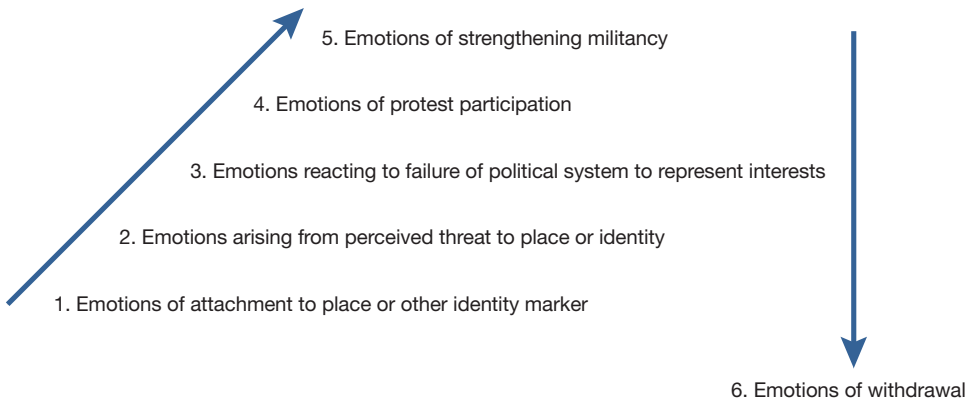 5. Emotions of strengthening militancy
4. Emotions of protest participation
3. Emotions reacting to failure of political system to represent interests
2. Emotions arising from perceived threat to place or identity
1. Emotions of attachment to place or other identity marker
6. Emotions of withdrawal